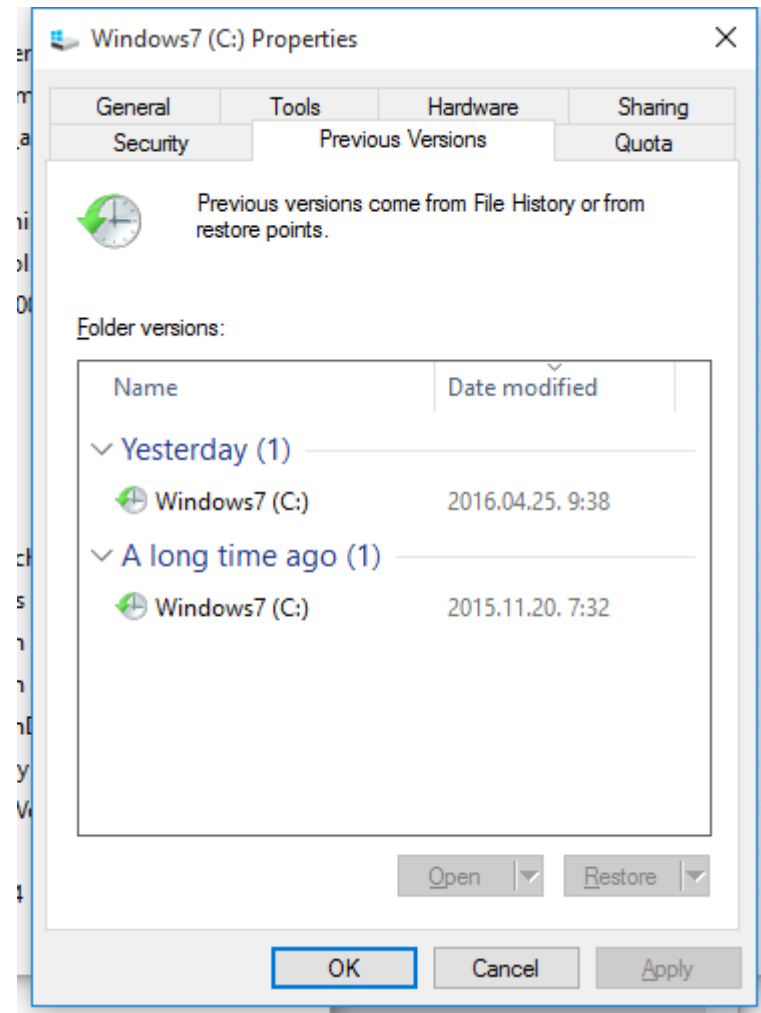 Windows7 (C:) Properties
General Tools Hardware Sharing
Security Previous Versions Quota
Previous versions come from File History or from
restore points.
Folder versions:
Name Date modified
Yesterday (1)
Windows7 (C:) 2016.04.25. 9:38
A long time ago (1)
Windows7 (C:) 2015.11.20. 7:32
Open Restore
OK Cancel Apply